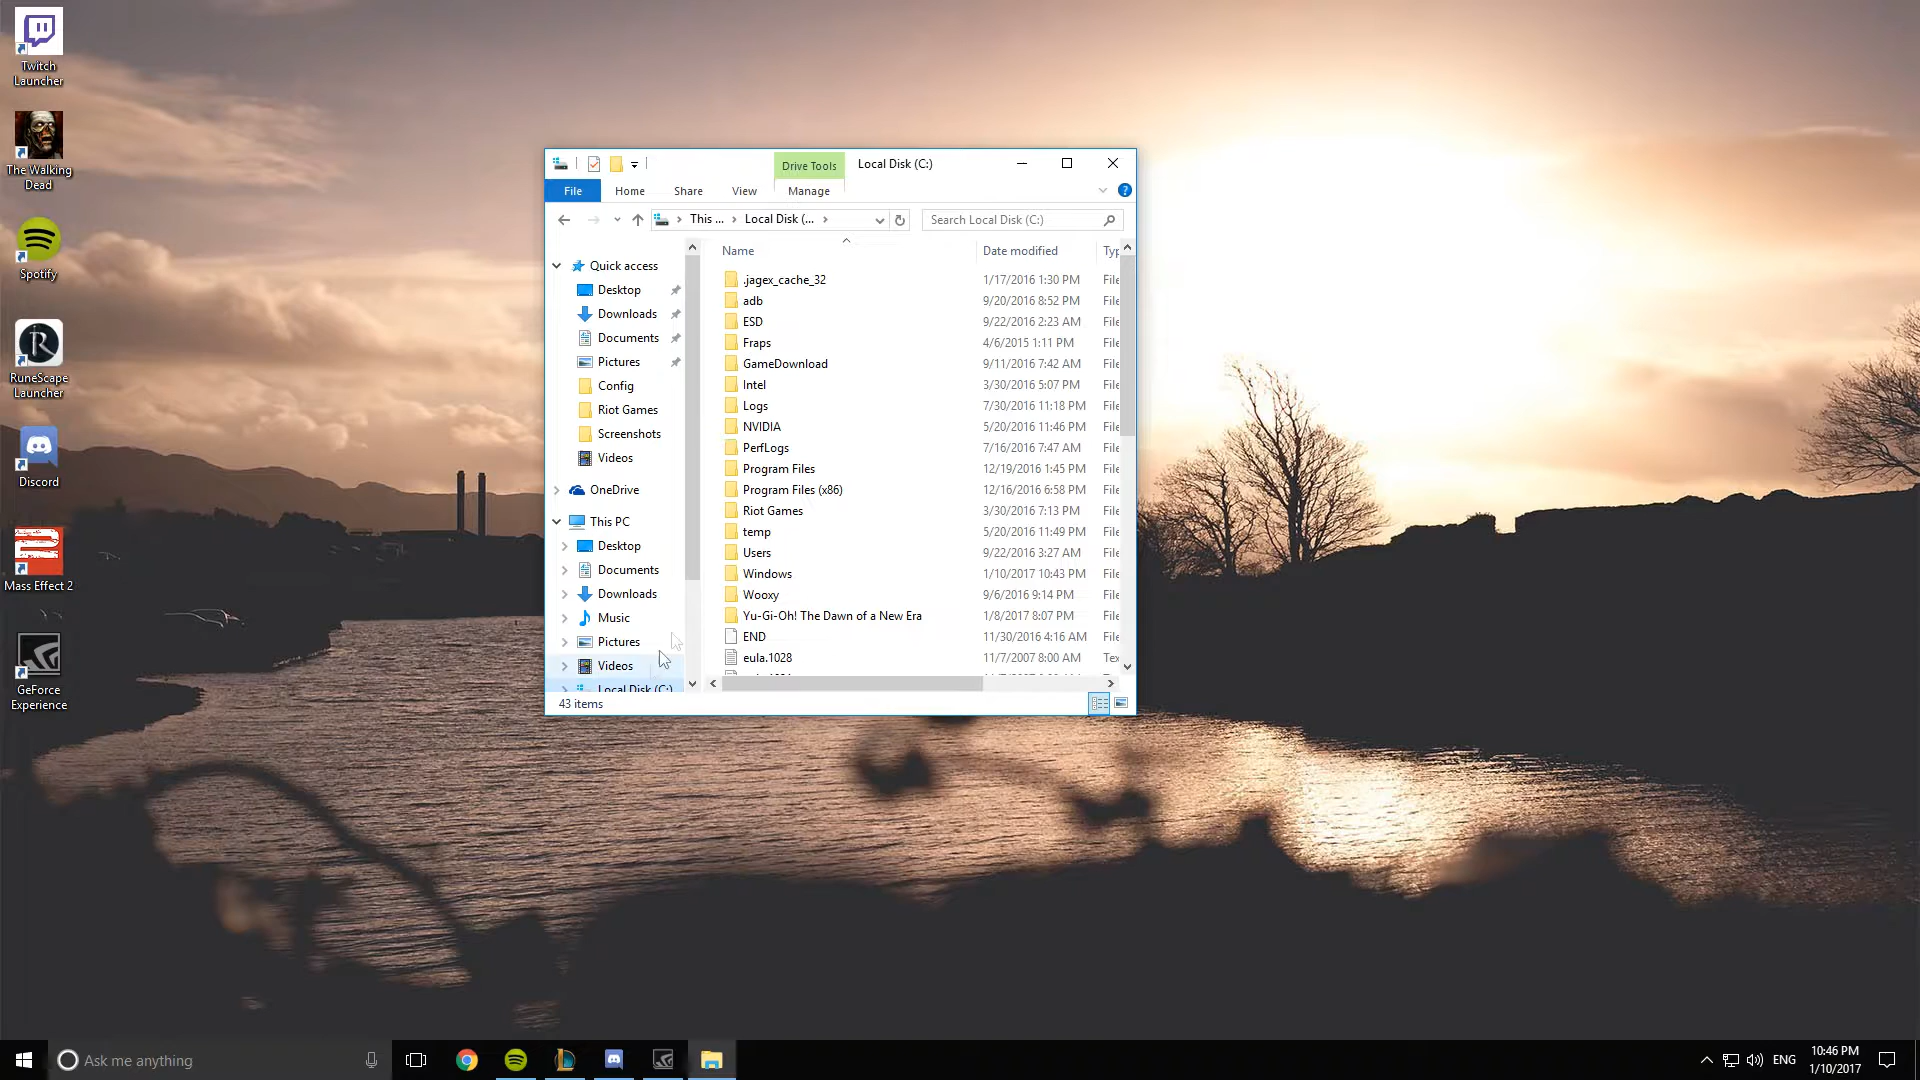 Twitch
Launcher
The Walking
Dead
Spotify
RuneScape
Launcher
Discord
Mass Effect 2
GeForce
Experience
Drive Tools
Local Disk (C:)
File
Home
Share
View
Manage
This ...
Local Disk (...
Search Local Disk (C:)
Quick access
Desktop
Downloads
Documents
Pictures
Config
Riot Games
Screenshots
Videos
OneDrive
This PC
Desktop
Documents
Downloads
Music
Pictures
Videos
Local Disk (C:)
Name Date modified Typ
.jagex_cache_32 1/17/2016 1:30 PM File
adb 9/20/2016 8:52 PM File
ESD 9/22/2016 2:23 AM File
Fraps 4/6/2015 1:11 PM File
GameDownload 9/11/2016 7:42 AM File
Intel 3/30/2016 5:07 PM File
Logs 7/30/2016 11:18 PM File
NVIDIA 5/20/2016 11:46 PM File
PerfLogs 7/16/2016 7:47 AM File
Program Files 12/19/2016 1:45 PM File
Program Files (x86) 12/16/2016 6:58 PM File
Riot Games 3/30/2016 7:13 PM File
temp 5/20/2016 11:49 PM File
Users 9/22/2016 3:27 AM File
Windows 1/10/2017 10:43 PM File
Wooxy 9/6/2016 9:14 PM File
Yu-Gi-Oh! The Dawn of a New Era 1/8/2017 8:07 PM File
END 11/30/2016 4:16 AM File
eula.1028 11/7/2007 8:00 AM Tex
43 items
Ask me anything
ENG
10:46 PM
1/10/2017